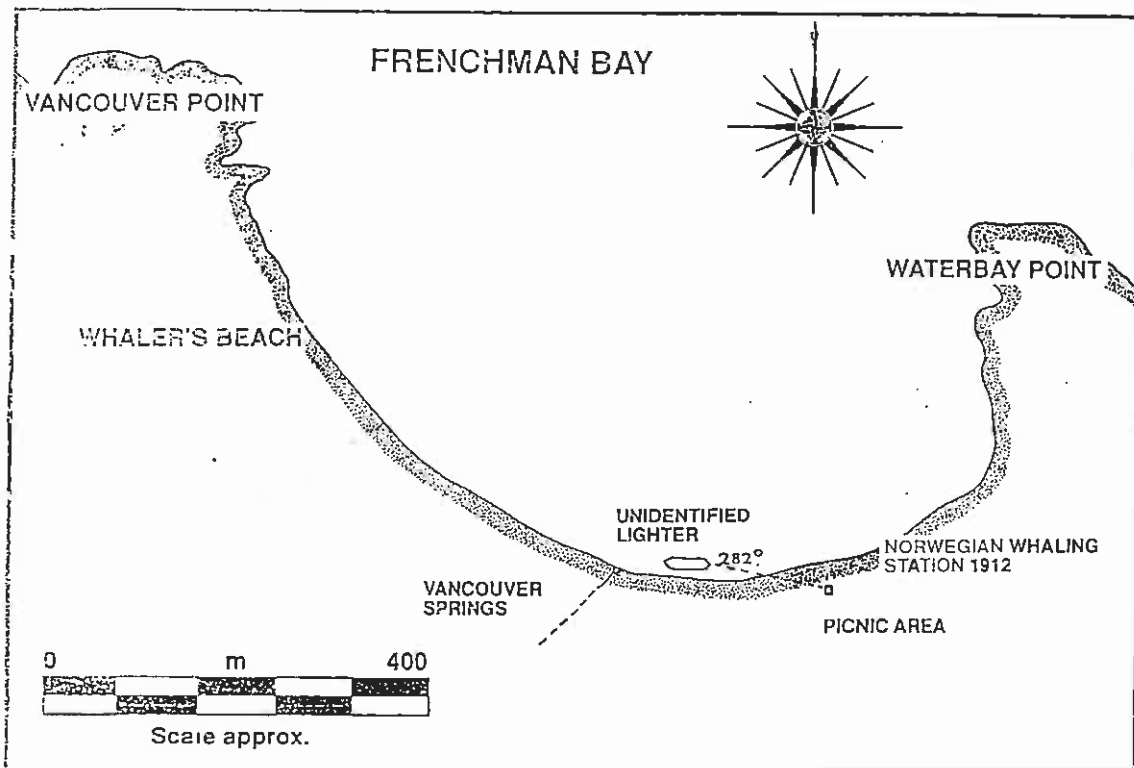 FRENCHMAN BAY
VANCOUVER POINT
WATERBAY POINT
WHALER'S BEACH
UNIDENTIFIED
LIGHTER
282°
NORWEGIAN WHALING
STATION 1912
VANCOUVER
SPRINGS
PICNIC AREA
0 m 400
Scale approx.